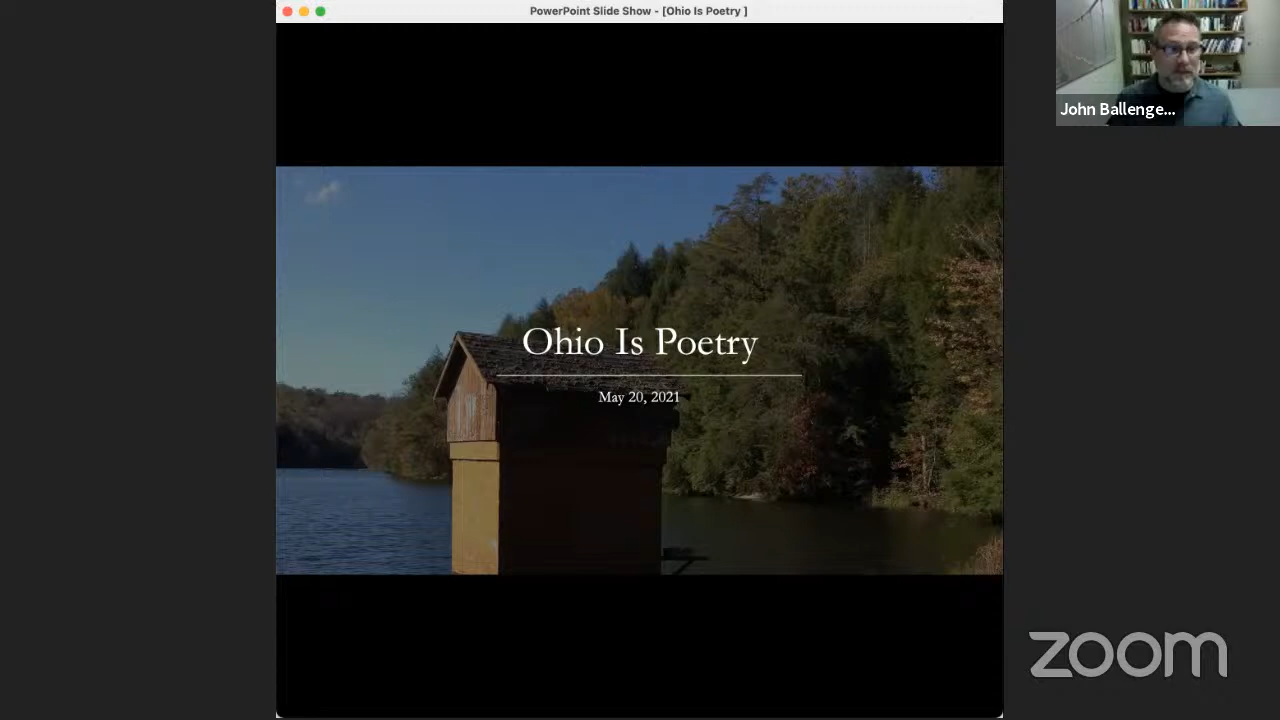 PowerPoint Slide Show - [Ohio Is Poetry ]
John Ballenge...
Ohio Is Poetry
May 20, 2021
zoom